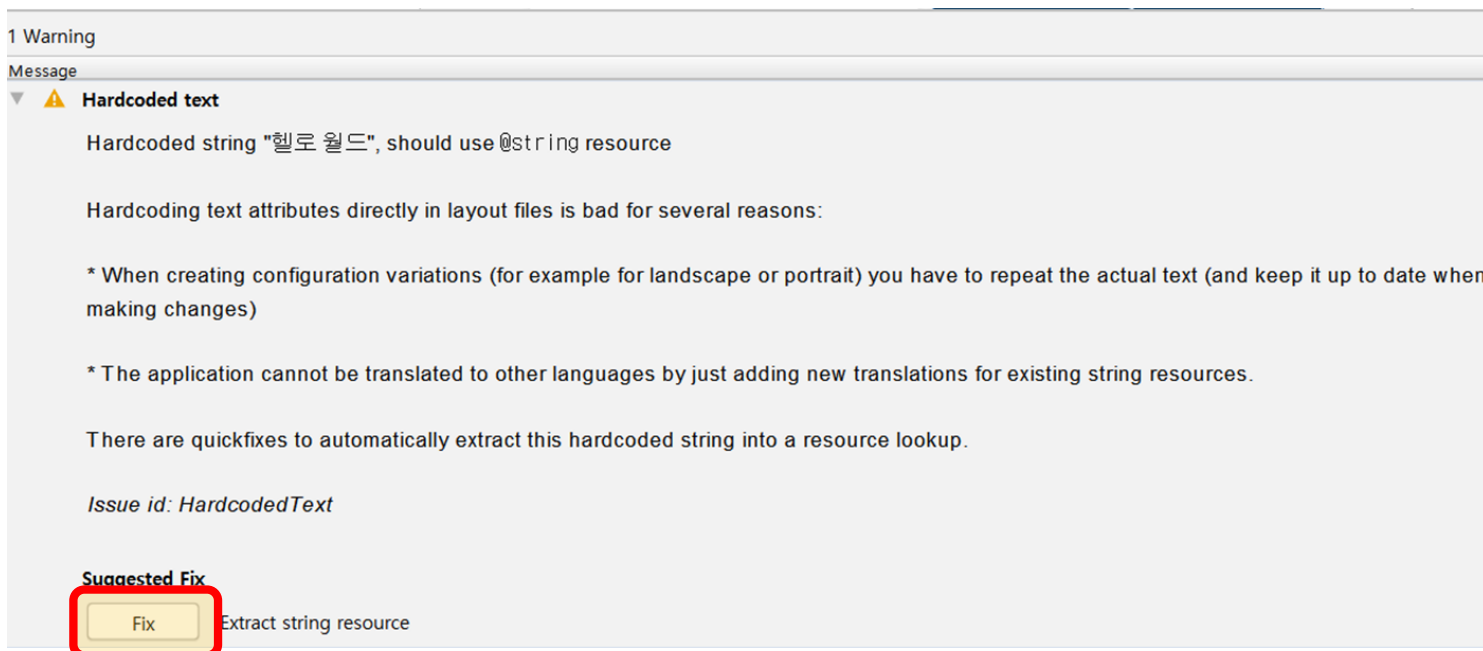 1 Warning
Message
Hardcoded text
Hardcoded string "헬로 월드", should use @string resource
Hardcoding text attributes directly in layout files is bad for several reasons:
* When creating configuration variations (for example for landscape or portrait) you have to repeat the actual text (and keep it up to date when
making changes)
* The application cannot be translated to other languages by just adding new translations for existing string resources.
There are quickfixes to automatically extract this hardcoded string into a resource lookup.
Issue id: HardcodedText
Suggested Fix
Fix Extract string resource